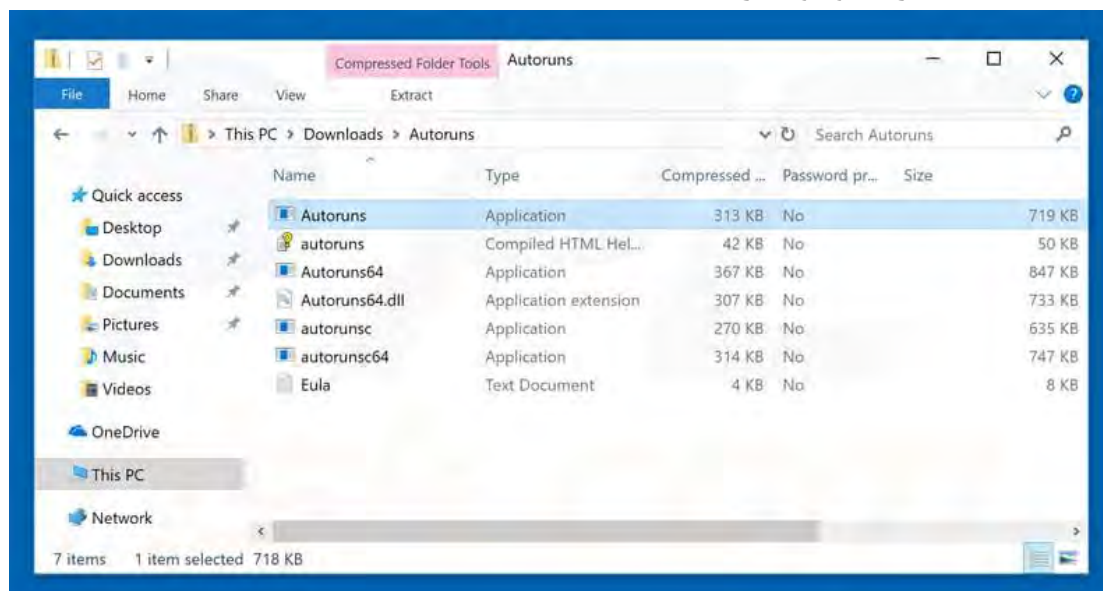 Compressed Folder Tools Autoruns
File Home Share View Extract
This PC > Downloads > Autoruns Search Autoruns
Name Type Compressed ... Password pr... Size
Quick access
Desktop
Downloads
Documents
Pictures
Music
Videos
OneDrive
This PC
Network
Autoruns Application 313 KB No 719 KB
autoruns Compiled HTML Hel... 42 KB No 50 KB
Autoruns64 Application 367 KB No 847 KB
Autoruns64.dll Application extension 307 KB No 733 KB
autorunsc Application 270 KB No 635 KB
autorunsc64 Application 314 KB No 747 KB
Eula Text Document 4 KB No 8 KB
7 items 1 item selected 718 KB